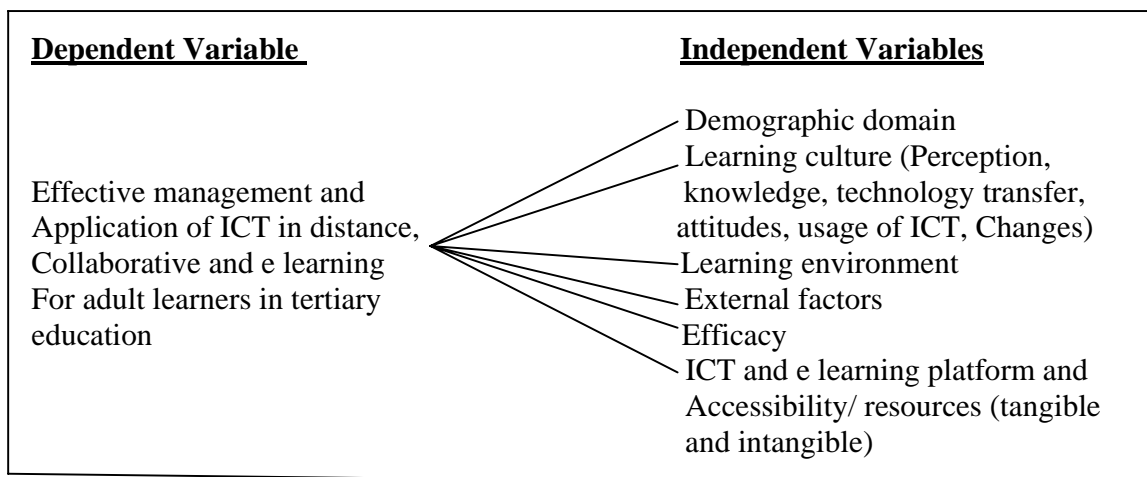 Dependent Variable
Independent Variables
Effective management and
Application of ICT in distance,
Collaborative and e learning
For adult learners in tertiary
education
Demographic domain
Learning culture (Perception,
knowledge, technology transfer,
attitudes, usage of ICT, Changes)
Learning environment
External factors
Efficacy
ICT and e learning platform and
Accessibility/ resources (tangible
and intangible)